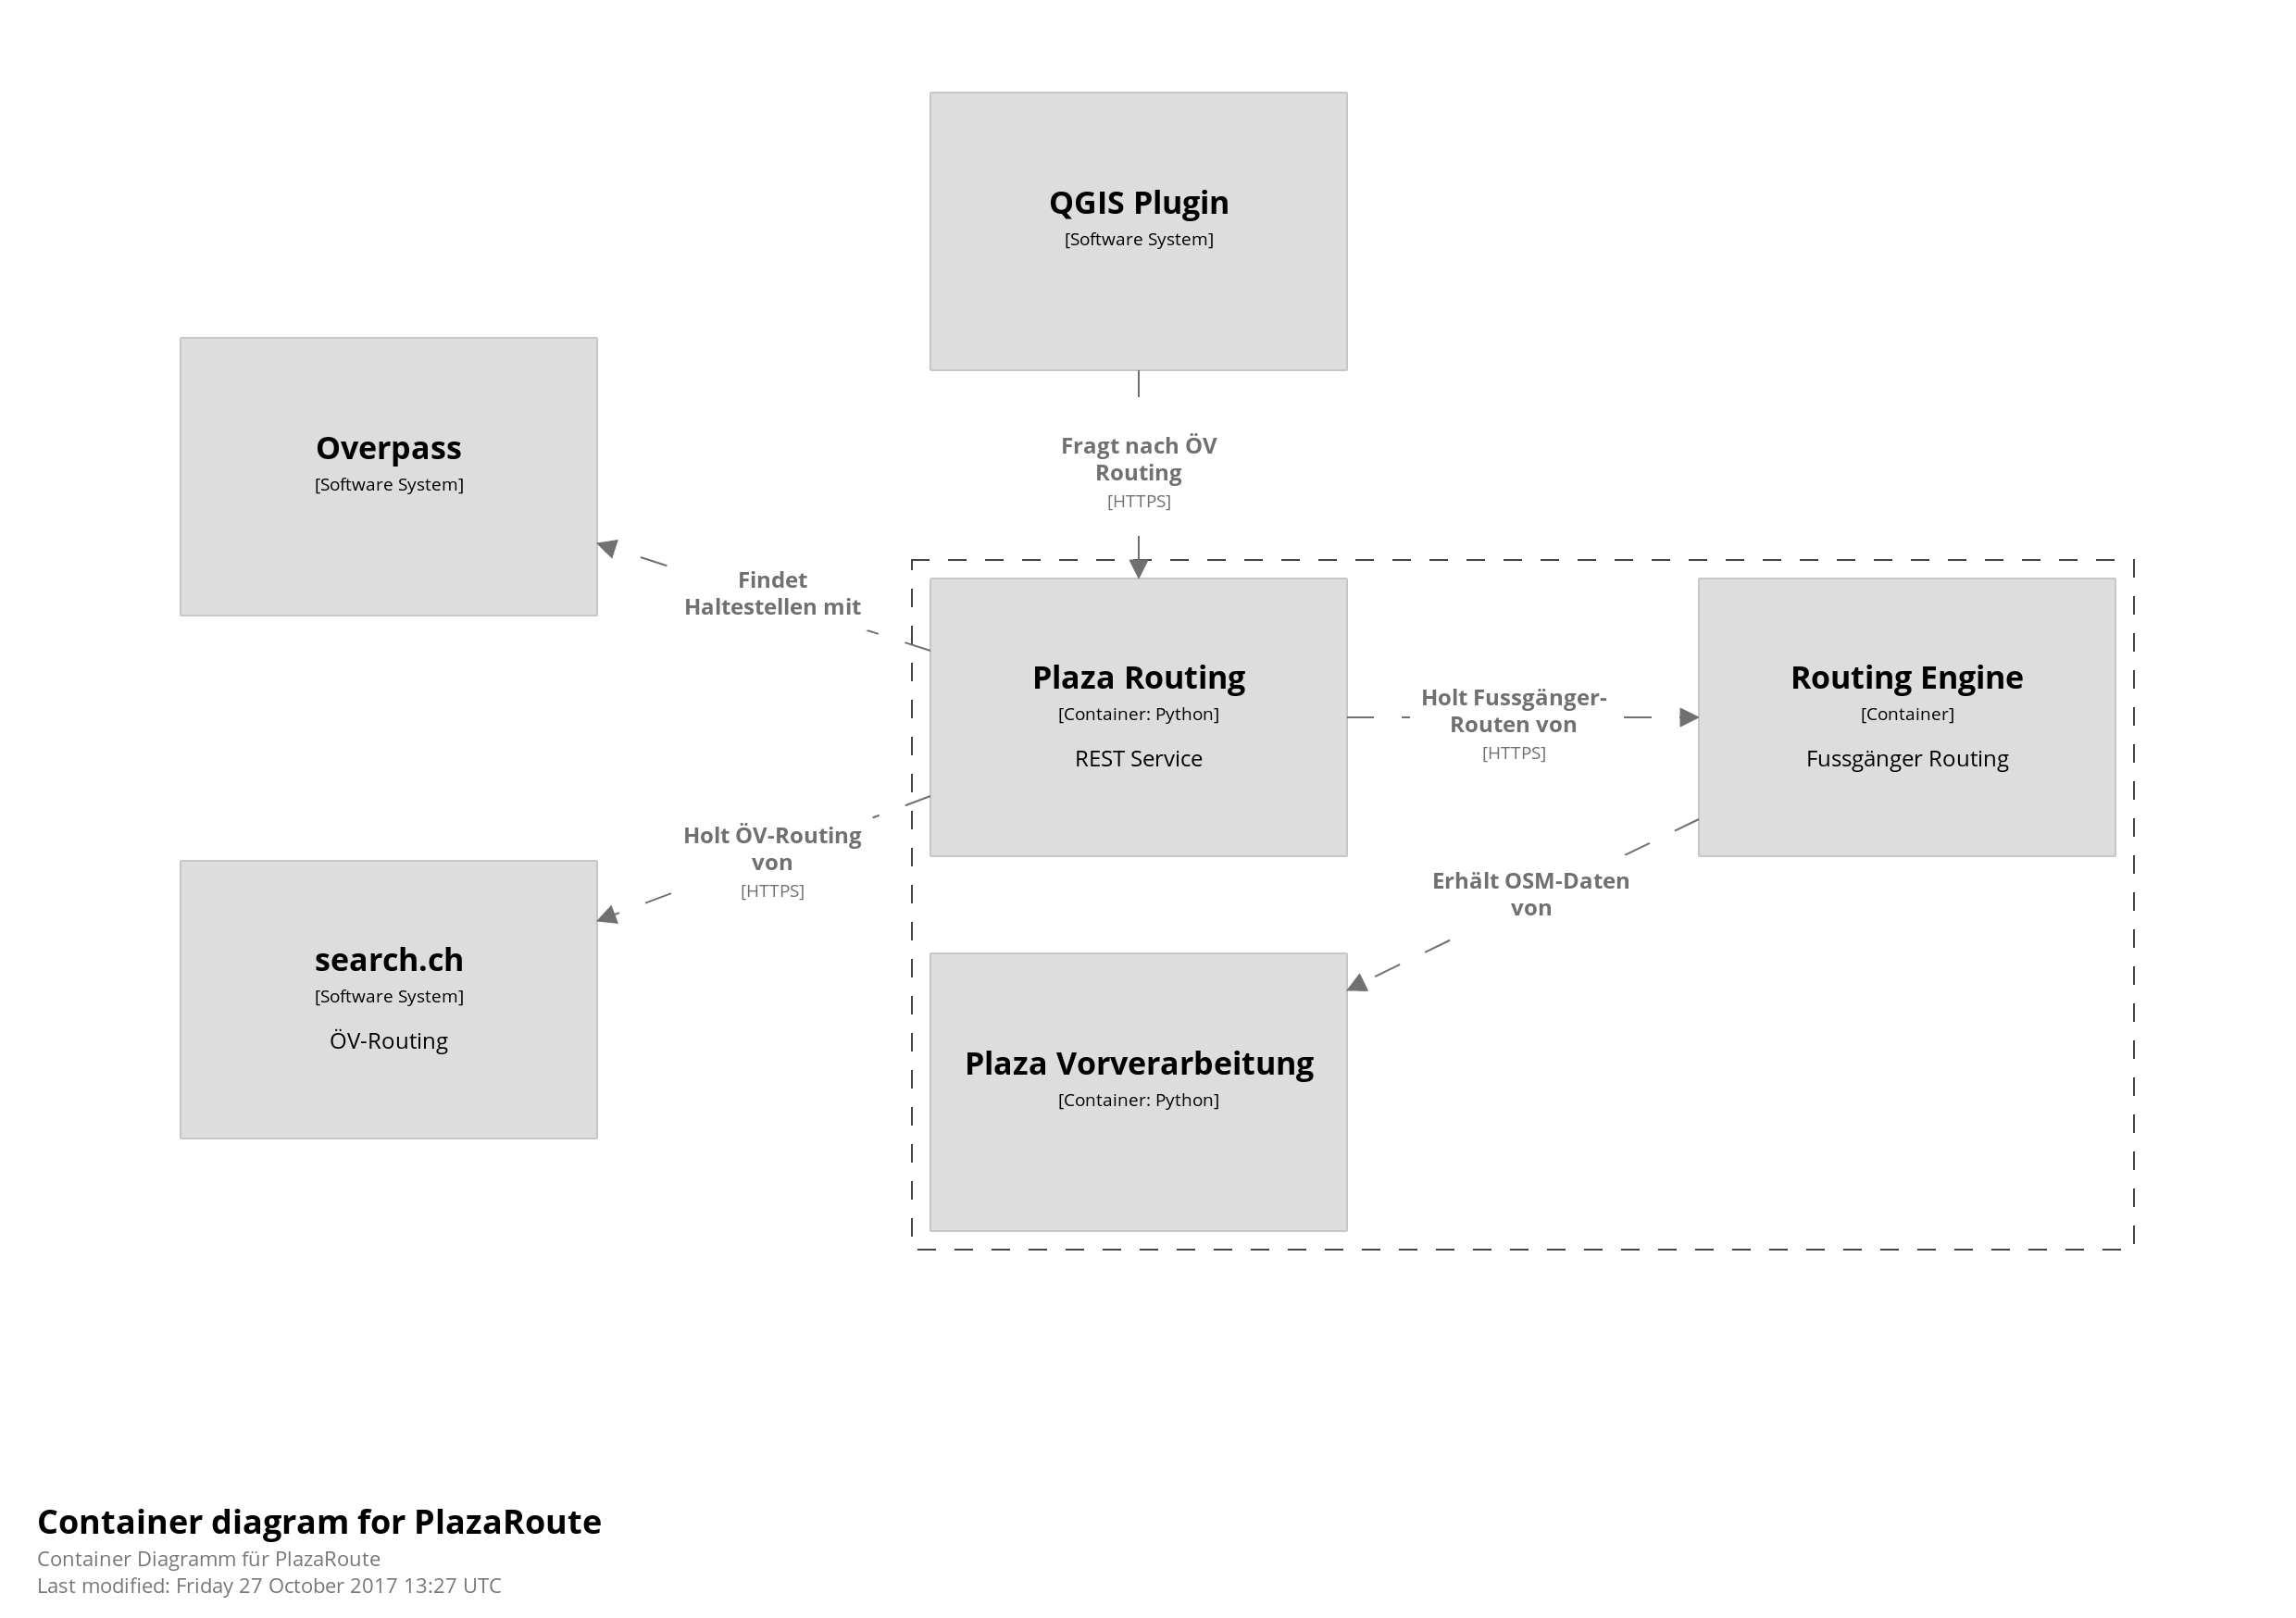 QGIS Plugin
[Software System]
Overpass
[Software System]
Fragt nach ÖV
Routing
[HTTPS]
Findet
Haltestellen mit
Plaza Routing
[Container: Python]
REST Service
Holt Fussgänger-
Routen von
[HTTPS]
Routing Engine
[Container]
Fussgänger Routing
Holt ÖV-Routing
von
[HTTPS]
Erhält OSM-Daten
von
search.ch
[Software System]
ÖV-Routing
Plaza Vorverarbeitung
[Container: Python]
Container diagram for PlazaRoute
Container Diagramm für PlazaRoute
Last modified: Friday 27 October 2017 13:27 UTC